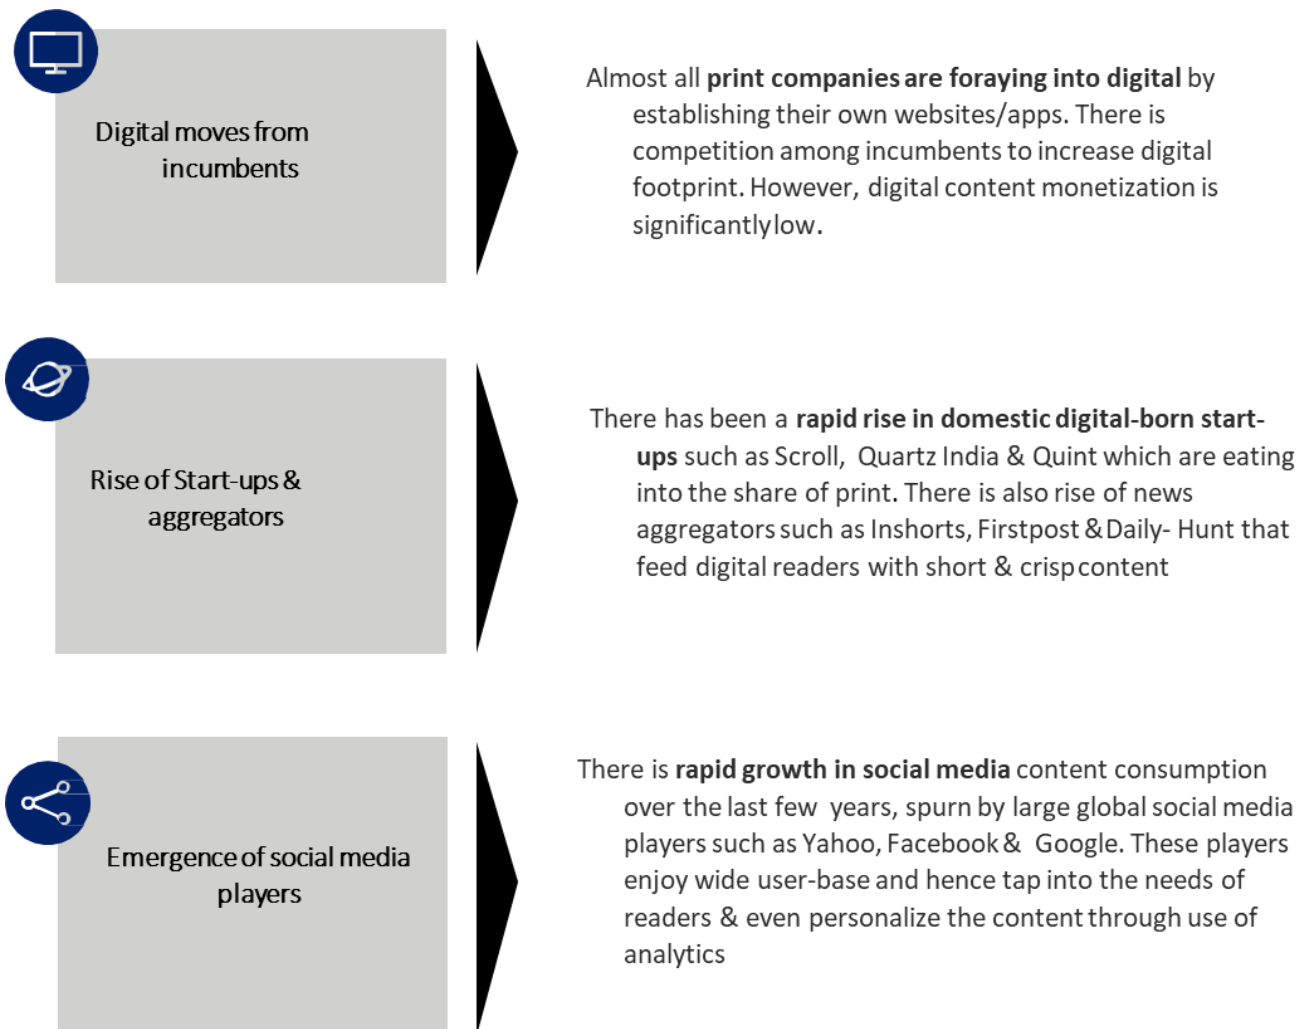 Digital moves from
incumbents
Almost all print companies are foraying into digital by
establishing their own websites/apps. There is
competition among incumbents to increase digital
footprint. However, digital content monetization is
significantly low.
Rise of Start-ups &
aggregators
There has been a rapid rise in domestic digital-born start-
ups such as Scroll, Quartz India & Quint which are eating
into the share of print. There is also rise of news
aggregators such as Inshorts, Firstpost & Daily- Hunt that
feed digital readers with short & crisp content
Emergence of social media
players
There is rapid growth in social media content consumption
over the last few years, spurn by large global social media
players such as Yahoo, Facebook & Google. These players
enjoy wide user-base and hence tap into the needs of
readers & even personalize the content through use of
analytics